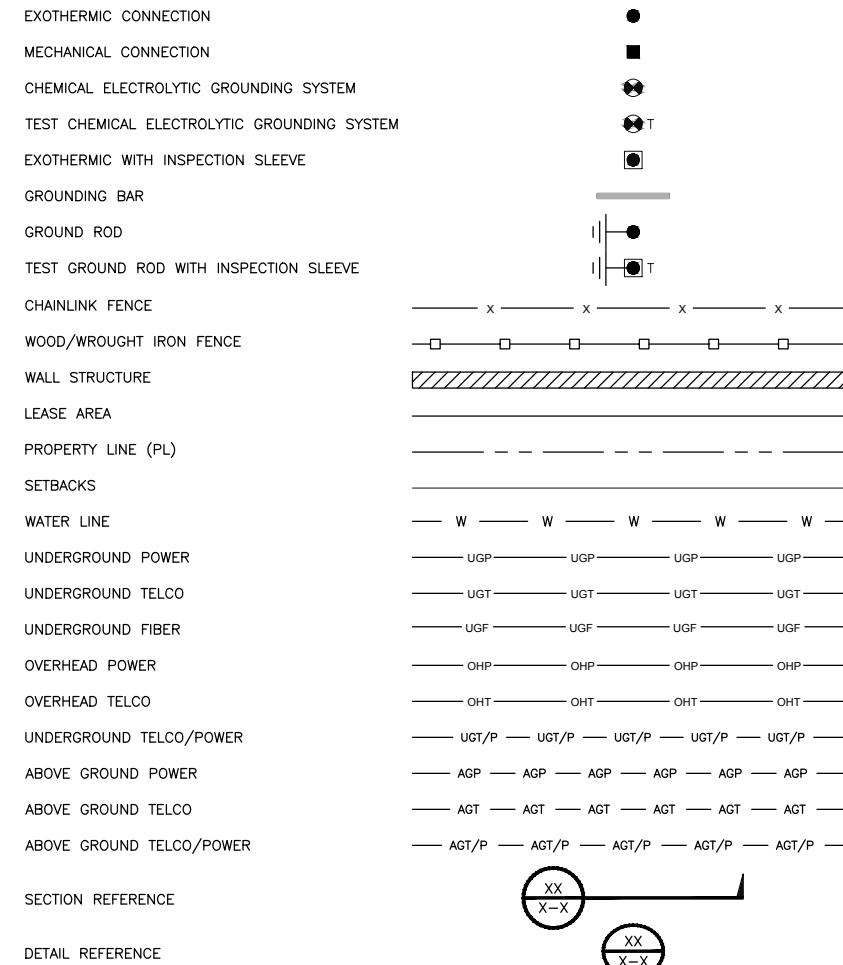 EXOTHERMIC CONNECTION
MECHANICAL CONNECTION
CHEMICAL ELECTROLYTIC GROUNDING SYSTEM
TEST CHEMICAL ELECTROLYTIC GROUNDING SYSTEM T
EXOTHERMIC WITH INSPECTION SLEEVE
GROUNDING BAR
GROUND ROD
TEST GROUND ROD WITH INSPECTION SLEEVE T
CHAINLINK FENCE X X X X
WOOD/WROUGHT IRON FENCE
WALL STRUCTURE
LEASE AREA
PROPERTY LINE (PL)
SETBACKS
WATER LINE W W W W W
UNDERGROUND POWER UGP UGP UGP UGP
UNDERGROUND TELCO UGT UGT UGT UGT
UNDERGROUND FIBER UGF UGF UGF UGF
OVERHEAD POWER OHP OHP OHP OHP
OVERHEAD TELCO OHT OHT OHT OHT
UNDERGROUND TELCO/POWER UGT/P UGT/P UGT/P UGT/P UGT/P
ABOVE GROUND POWER AGP AGP AGP AGP AGP AGP
ABOVE GROUND TELCO AGT AGT AGT AGT AGT AGT
ABOVE GROUND TELCO/POWER AGT/P AGT/P AGT/P AGT/P AGT/P
XX
SECTION REFERENCE
X-X
XX
DETAIL REFERENCE
X-X